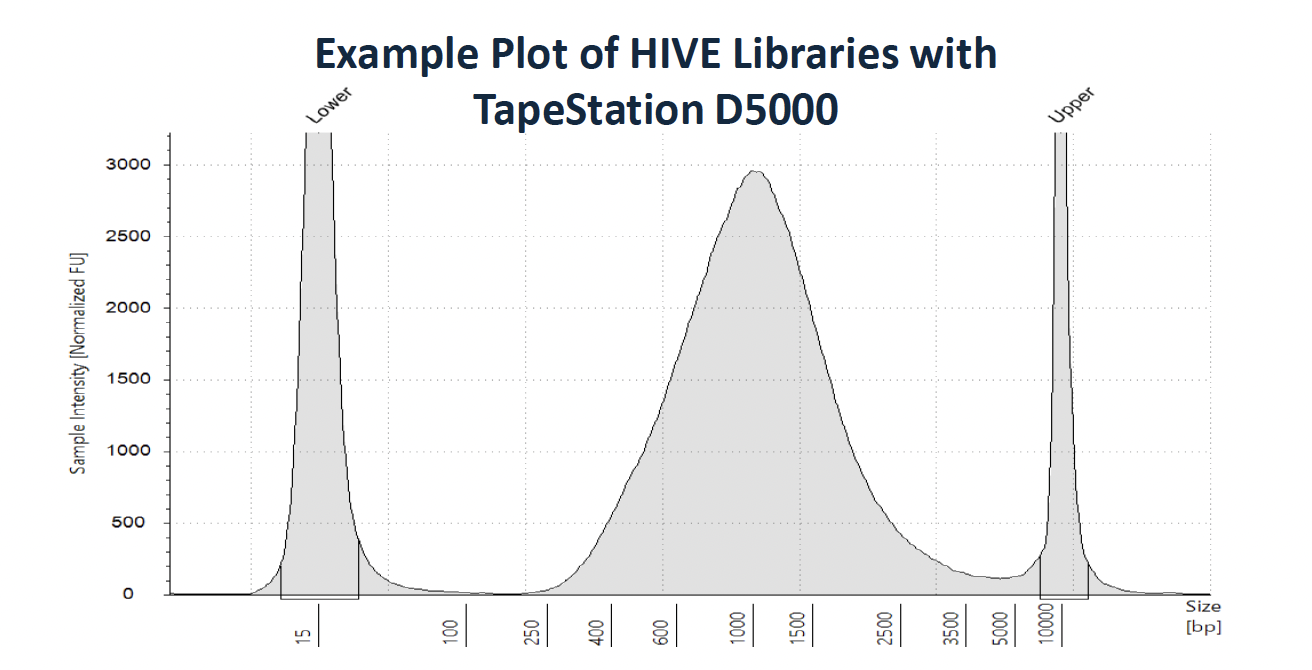 Example Plot of HIVE Libraries with
TapeStation D5000
Lower
Upper
Sample Intensity [Normalized FU]
3000
2500
2000
1500
1000
500
0
15
100
250
400
600
1000
1500
2500
3500
5000
10000
Size
[bp]